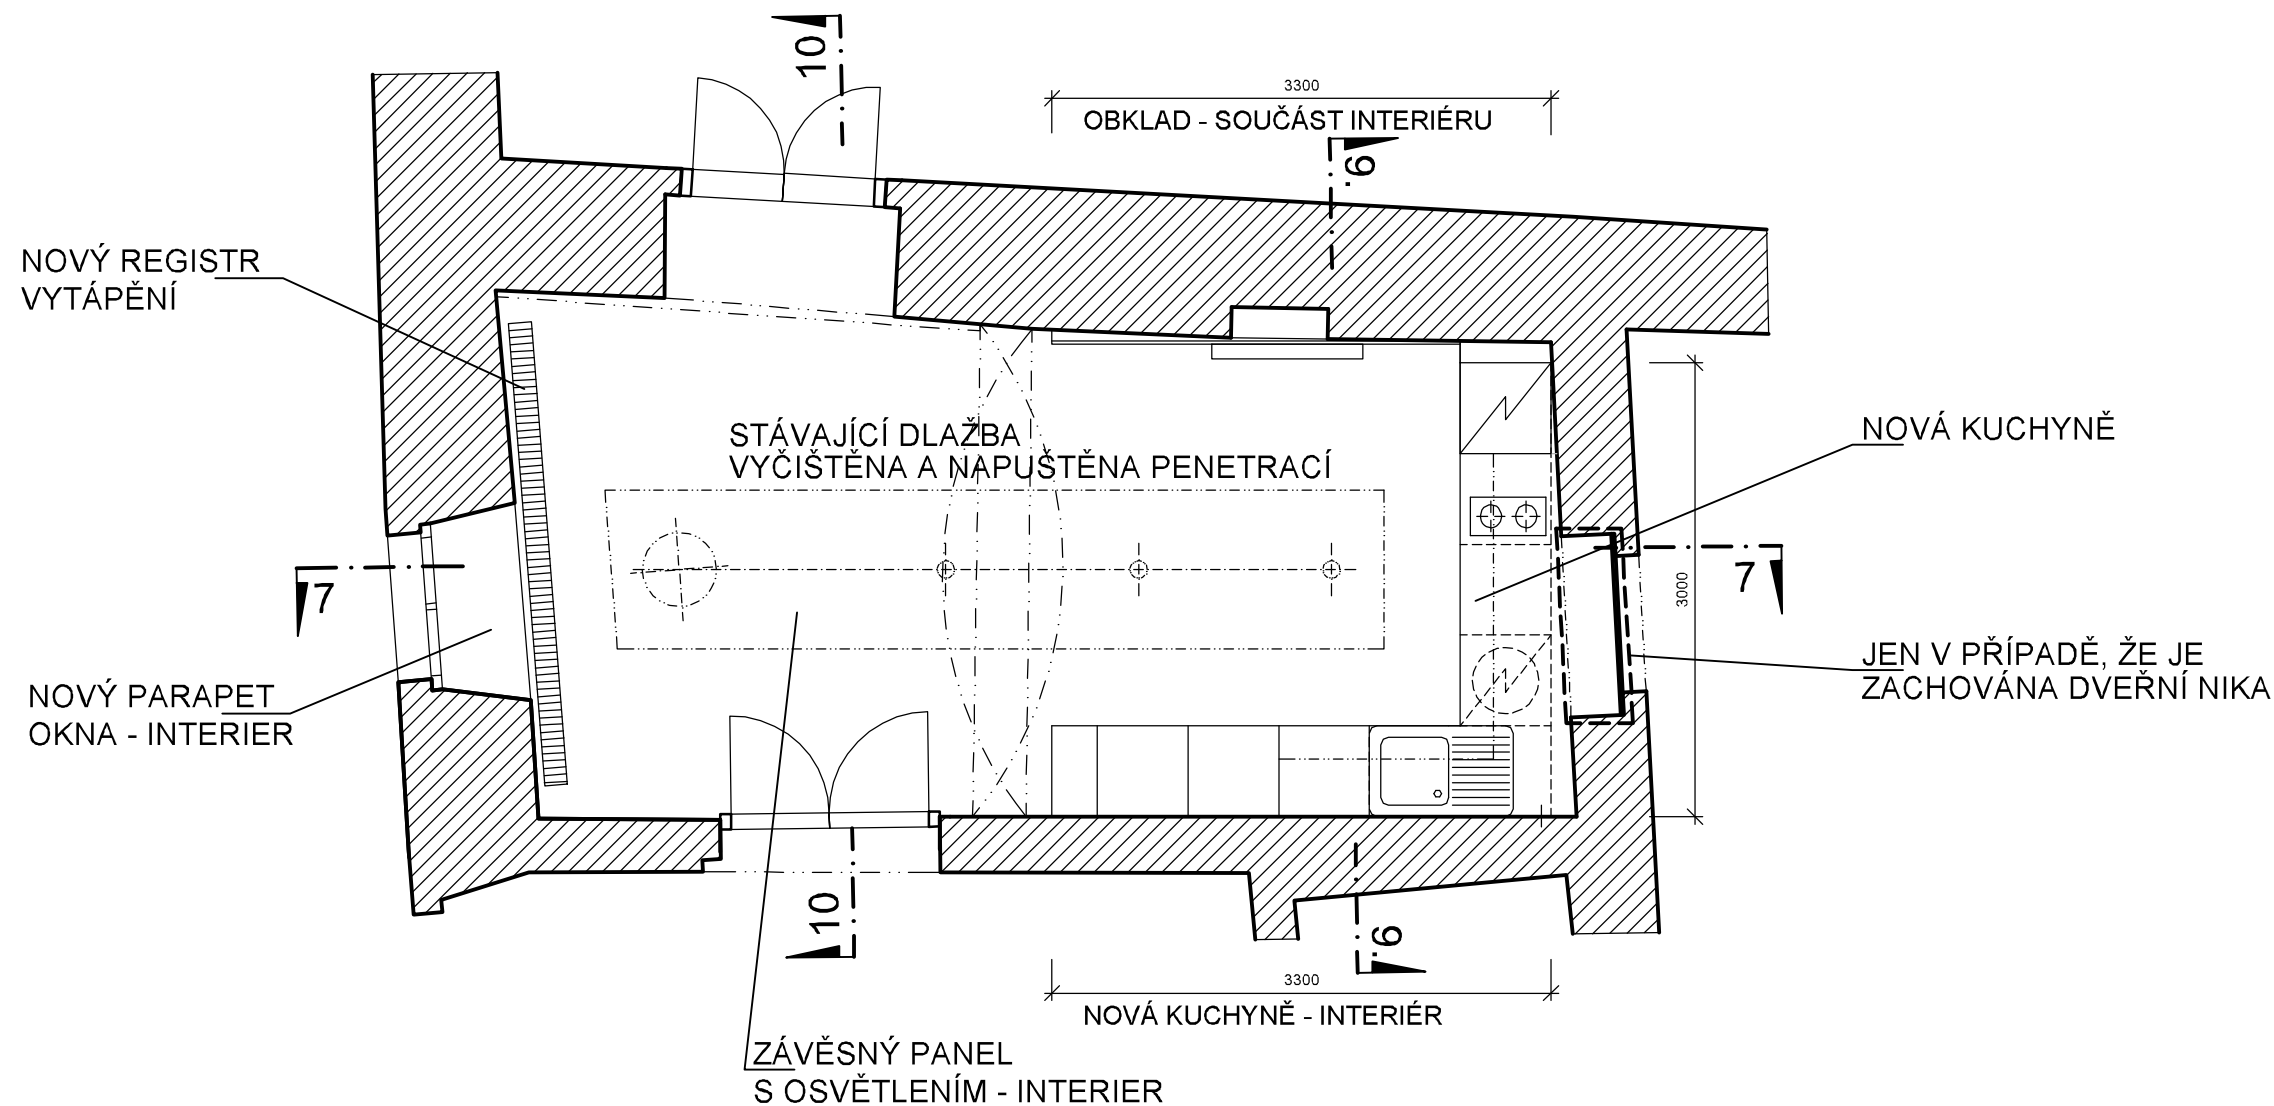 10
3300
OBKLAD - SOUČÁST INTERIÉRU
6.
NOVÝ REGISTR
VYTÁPĚNÍ
STÁVAJÍCÍ DLAŽBA
VYČIŠTĚNA A NAPUŠTĚNA PENETRACÍ
NOVÁ KUCHYNĚ
7
7
3000
JEN V PŘÍPADĚ, ŽE JE
ZACHOVÁNA DVEŘNÍ NIKA
NOVÝ PARAPET
OKNA - INTERIER
10
6.
3300
NOVÁ KUCHYNĚ - INTERIÉR
ZÁVĚSNÝ PANEL
S OSVĚTLENÍM - INTERIER